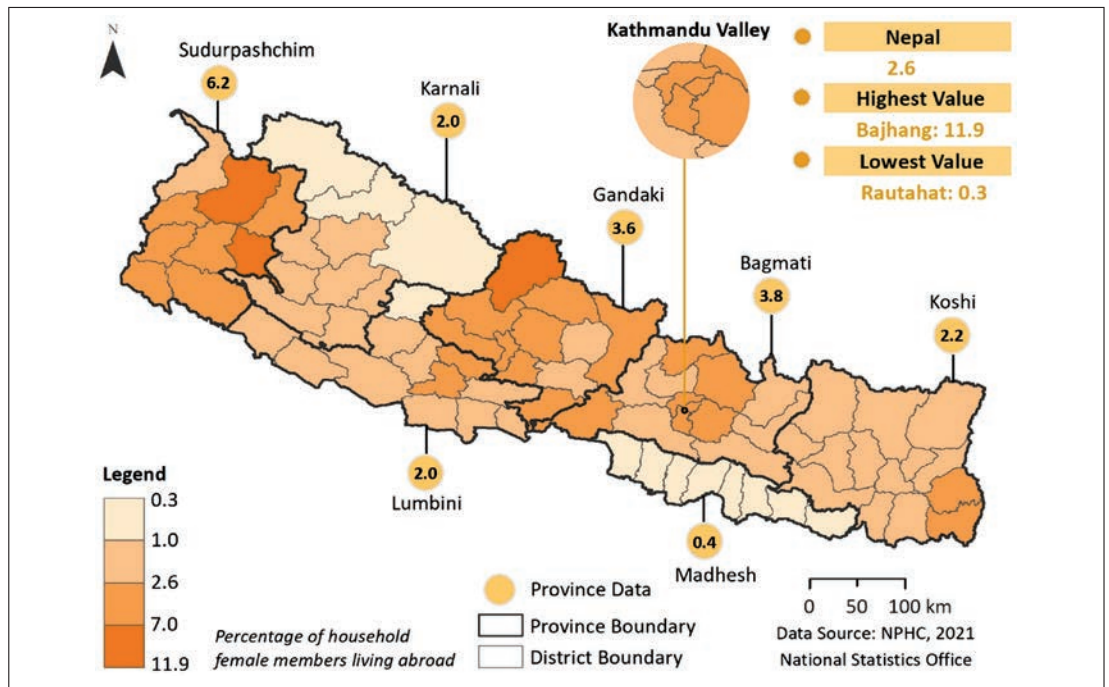 N
Sudurpashchim
6.2
Karnali
2.0
Kathmandu Valley
Nepal
2.6
Highest Value
Bajhang: 11.9
Lowest Value
Rautahat: 0.3
Gandaki
3.6
Bagmati
3.8
Koshi
2.2
2.0
Lumbini
0.4
Madhesh
Legend
0.3
1.0
2.6
7.0
11.9
Percentage of household
female members living abroad
Province Data
Province Boundary
District Boundary
0 50 100 km
Data Source: NPHC, 2021
National Statistics Office